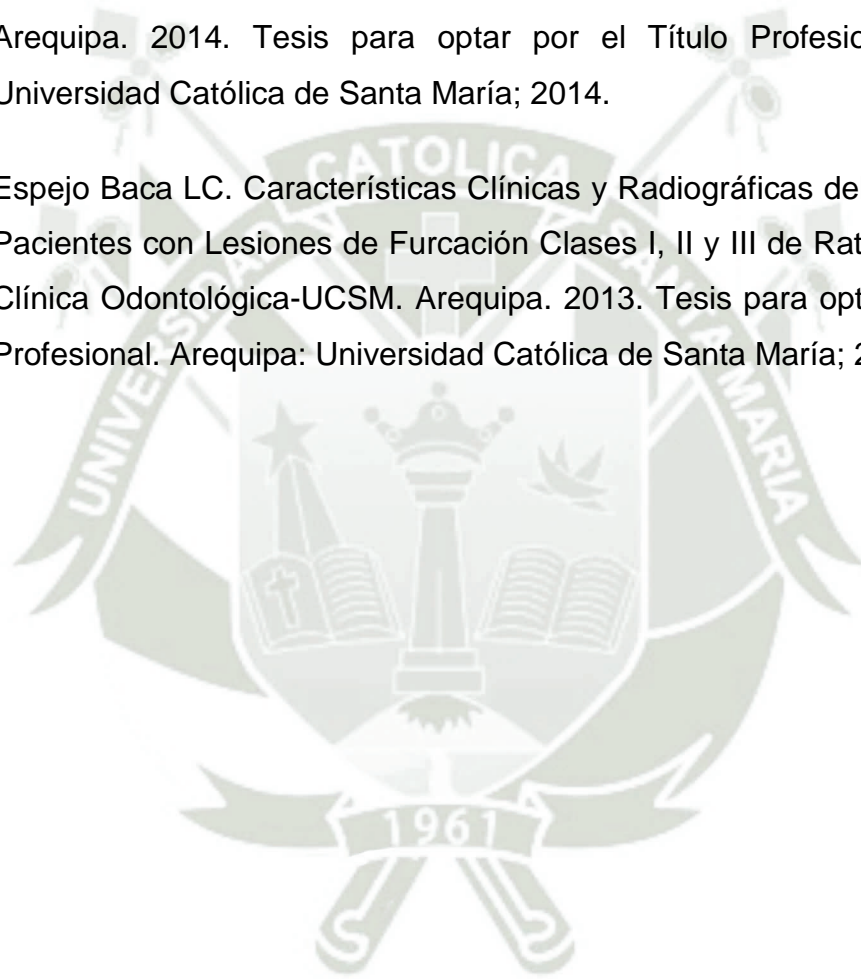 Arequipa. 2014. Tesis para optar por el Título Profesio
Universidad Católica de Santa María; 2014.
Espejo Baca LC. Características Clínicas y Radiográficas de
Pacientes con Lesiones de Furcación Clases I, II y III de Rat
Clínica Odontológica-UCSM. Arequipa. 2013. Tesis para opt
Profesional. Arequipa: Universidad Católica de Santa María; 2
UNIVERSIDAD CATOLICA SANTA MARIA
1961